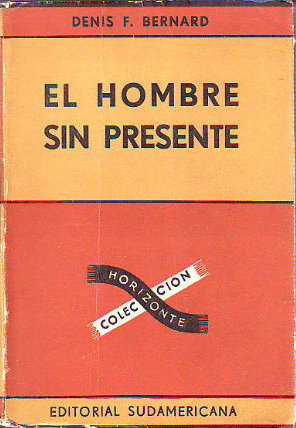 DENIS F. BERNARD
EL HOMBRE
SIN PRESENTE
COLECCION
HORIZONTE
EDITORIAL SUDAMERICANA